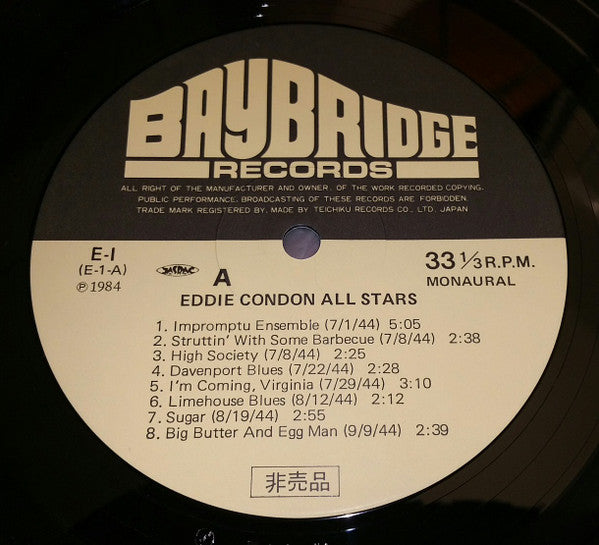 BAYBRIDGE
RECORDS
ALL RIGHT OF THE MANUFACTURER AND OWNER, OF THE WORK RECORDED COPYING,
PUBLIC PERFORMANCE, BROADCASTING OF THESE RECORDS ARE FORBIDDEN.
TRADE MARK REGISTERED BY, MADE BY TEICHIKU RECORDS CO., LTD. JAPAN
E-1
(E-1-A)
℗1984
JASRAC
A
33 1/3 R.P.M.
MONAURAL
EDDIE CONDON ALL STARS
1. Impromptu Ensemble (7/1/44) 5:05
2. Struttin' With Some Barbecue (7/8/44) 2:38
3. High Society (7/8/44) 2:25
4. Davenport Blues (7/22/44) 2:28
5. I'm Coming, Virginia (7/29/44) 3:10
6. Limehouse Blues (8/12/44) 2:12
7. Sugar (8/19/44) 2:55
8. Big Butter And Egg Man (9/9/44) 2:39
非売品